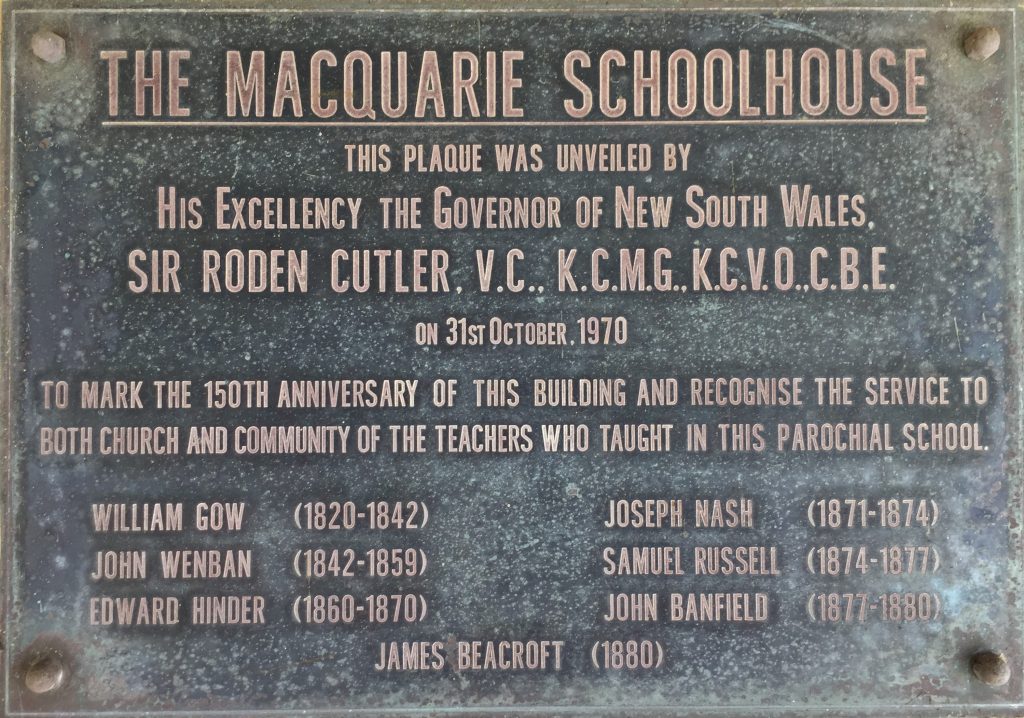 THE MACQUARIE SCHOOLHOUSE
THIS PLAQUE WAS UNVEILED BY
HIS EXCELLENCY THE GOVERNOR OF NEW SOUTH WALES,
SIR RODEN CUTLER, V.C., K.C.M.G., K.C.V.O., C.B.E.
ON 31ST OCTOBER, 1970
TO MARK THE 150TH ANNIVERSARY OF THIS BUILDING AND RECOGNISE THE SERVICE TO
BOTH CHURCH AND COMMUNITY OF THE TEACHERS WHO TAUGHT IN THIS PAROCHIAL SCHOOL.
WILLIAM GOW (1820-1842) JOSEPH NASH (1871-1874)
JOHN WENBAN (1842-1859) SAMUEL RUSSELL (1874-1877)
EDWARD HINDER (1860-1870) JOHN BANFIELD (1877-1880)
JAMES BEACROFT (1880)